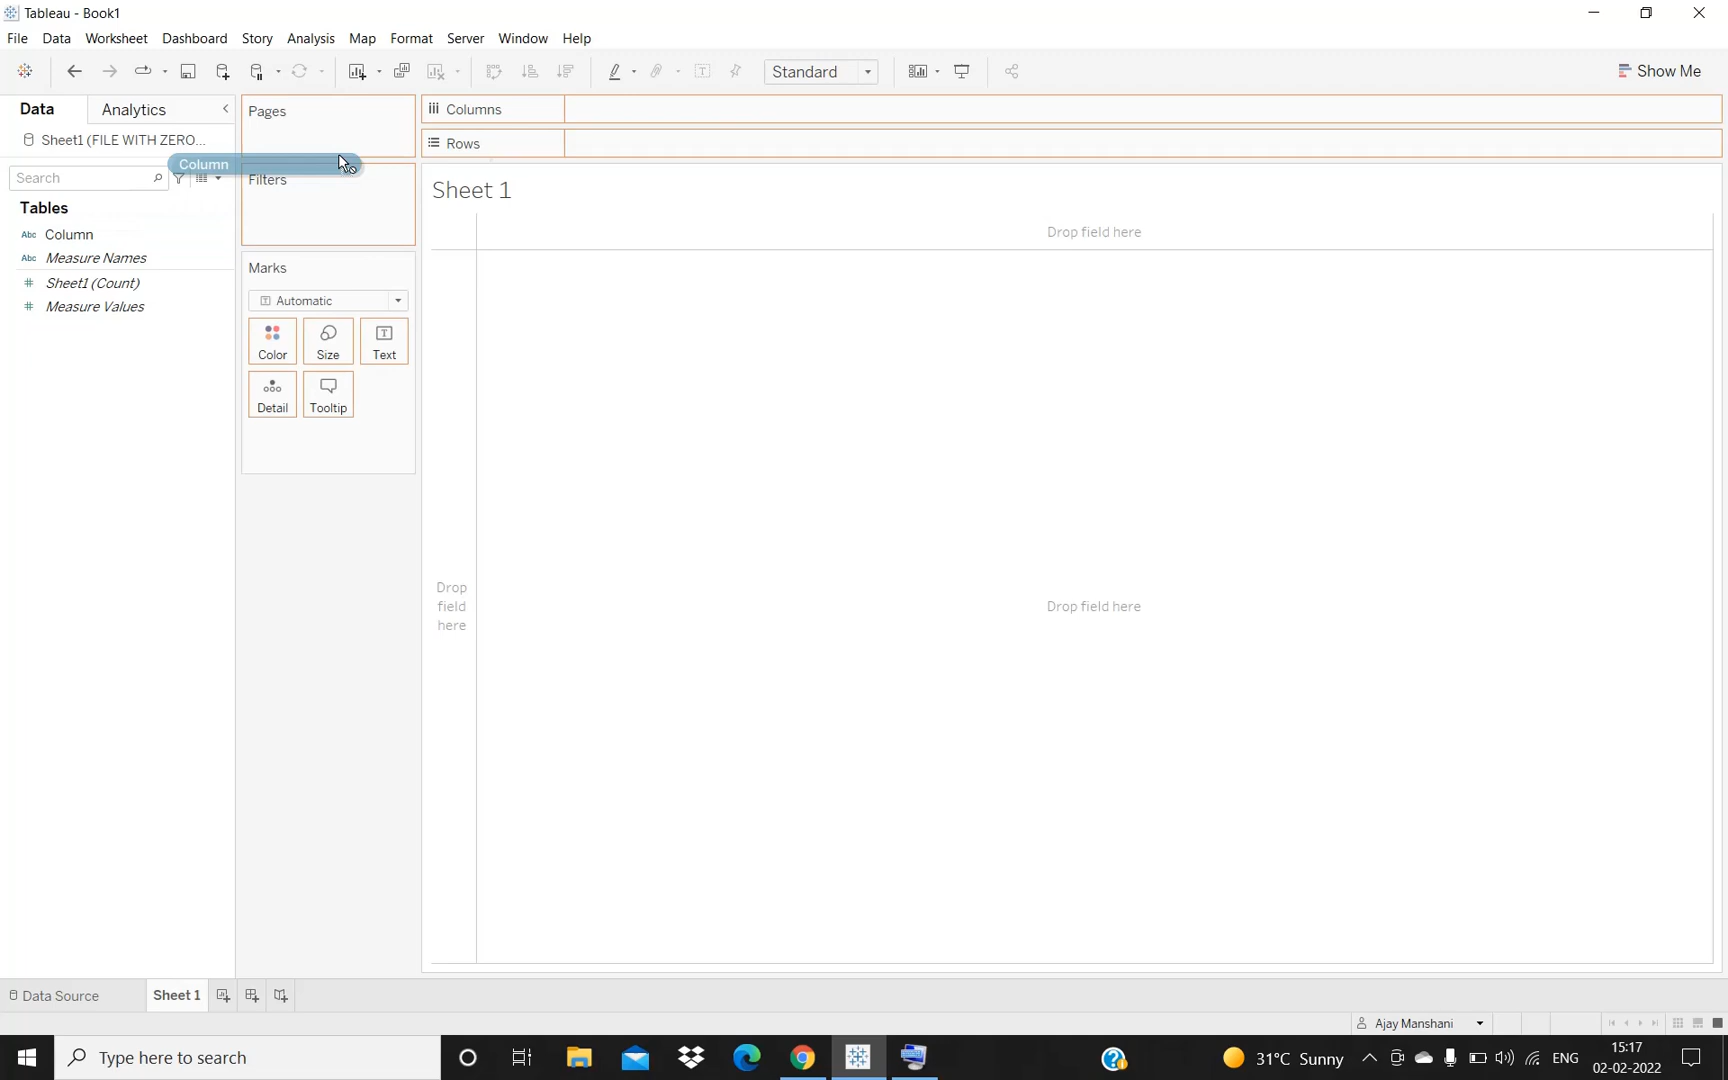 Tableau - Book1
File Data Worksheet Dashboard Story Analysis Map Format Server Window Help
Standard
Show Me
Data
Analytics
Sheet1 (FILE WITH ZERO...
Search
Tables
Abc Column
Abc Measure Names
# Sheet1 (Count)
# Measure Values
Column
Pages
Filters
Marks
Automatic
Color
Size
Text
Detail
Tooltip
Columns
Rows
Sheet 1
Drop field here
Drop
field
here
Drop field here
Data Source
Sheet 1
Ajay Manshani
Type here to search
31°C Sunny
ENG
15:17
02-02-2022